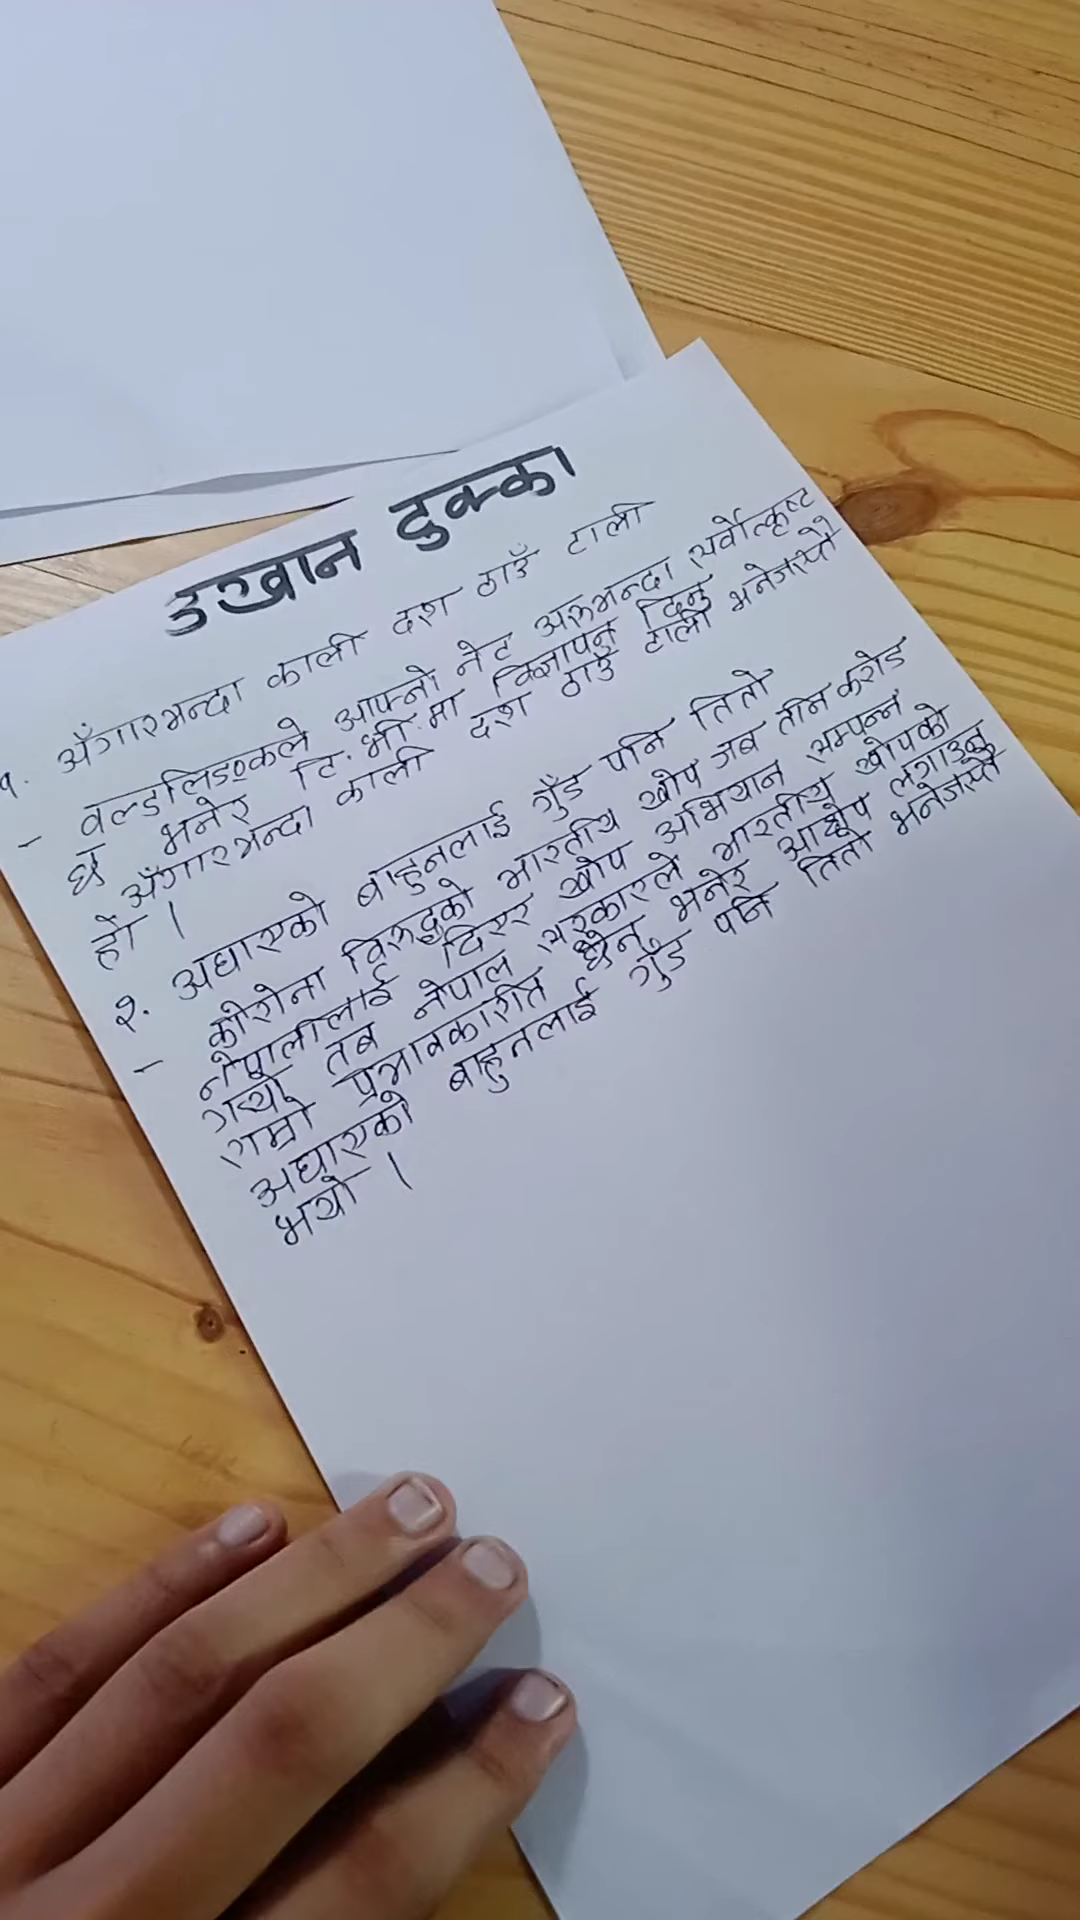 उखान टुक्का
१. अँगारभन्दा काली दश ठाउँ टाली
- वर्ल्डलिङ्कले आफ्नो नेट अरुभन्दा सर्वोत्कृष्ट
छ भनेर टि.भी.मा विज्ञापन दिनु
अँगारभन्दा काली दश ठाउँ टाली भनेजस्तै
हो ।
२. अघाएको बाहुनलाई गुँड पनि तितो
- कोरोना विरुद्धको भारतीय खोप जब तीन करोड
नेपालीलाई दिएर खोप अभियान सम्पन्न
गर्‍यो तब नेपाल सरकारले भारतीय खोपको
राम्रो प्रभावकारीत छैन भनेर आक्षेप लगाउनु
अघाएको बाहुनलाई गुँड पनि तितो भनेजस्तै
भयो ।